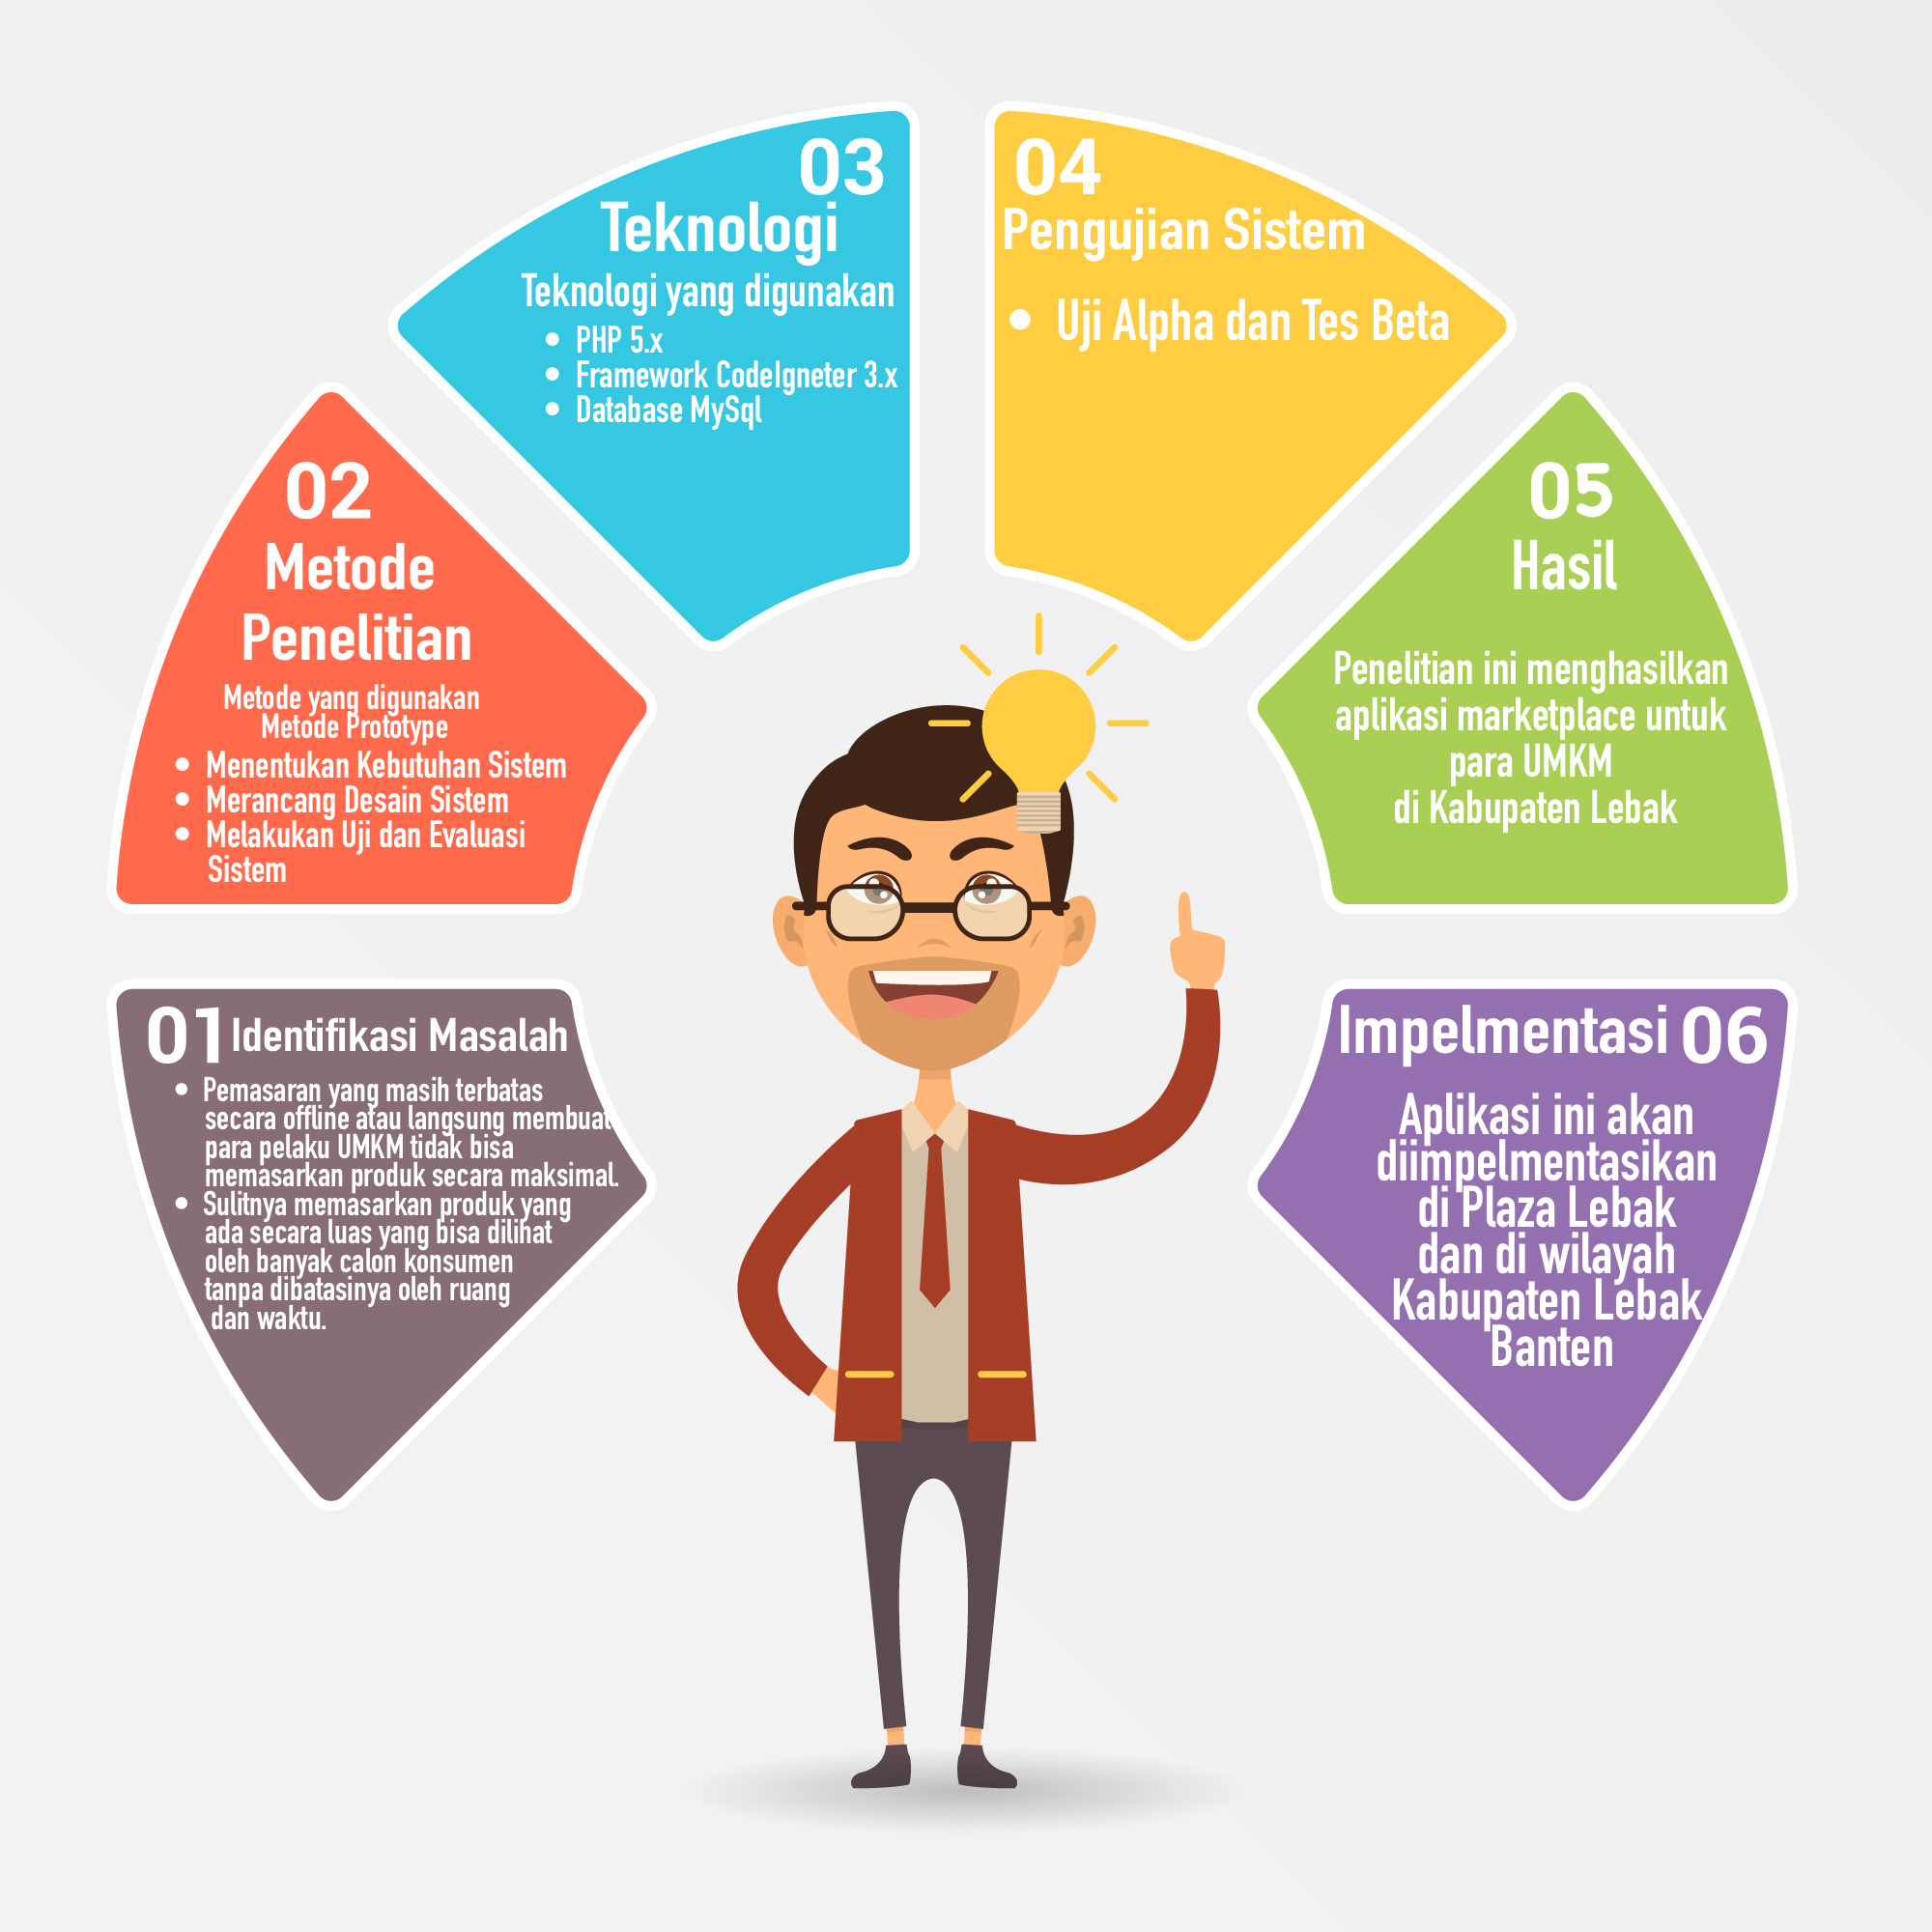 01 Identifikasi Masalah
• Pemasaran yang masih terbatas
secara offline atau langsung membuat
para pelaku UMKM tidak bisa
memasarkan produk secara maksimal.
• Sulitnya memasarkan produk yang
ada secara luas yang bisa dilihat
oleh banyak calon konsumen
tanpa dibatasinya oleh ruang
dan waktu.
02
Metode
Penelitian
Metode yang digunakan
Metode Prototype
• Menentukan Kebutuhan Sistem
• Merancang Desain Sistem
• Melakukan Uji dan Evaluasi
Sistem
03
Teknologi
Teknologi yang digunakan
• PHP 5.x
• Framework CodeIgneter 3.x
• Database MySql
04
Pengujian Sistem
• Uji Alpha dan Tes Beta
05
Hasil
Penelitian ini menghasilkan
aplikasi marketplace untuk
para UMKM
di Kabupaten Lebak
Impelmentasi 06
Aplikasi ini akan
diimpelmentasikan
di Plaza Lebak
dan di wilayah
Kabupaten Lebak
Banten